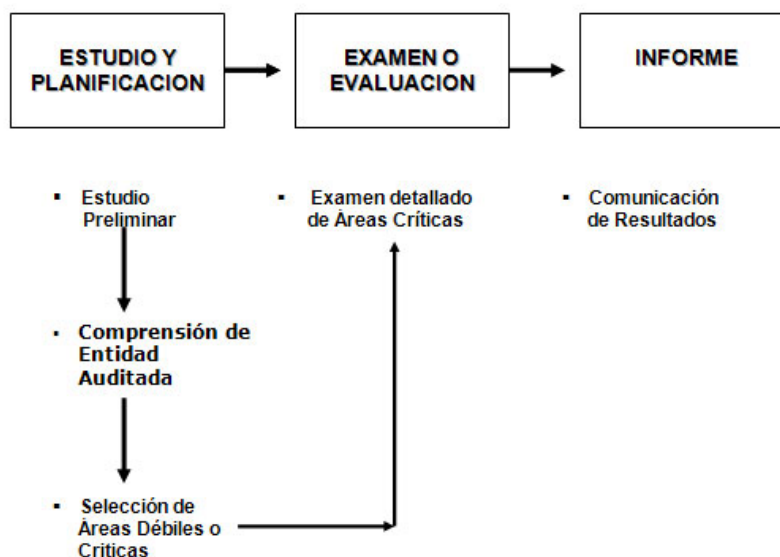 ESTUDIO Y
PLANIFICACION
EXAMEN O
EVALUACION
INFORME
▪ Estudio
Preliminar
▪ Examen detallado
de Áreas Críticas
▪ Comunicación
de Resultados
▪ Comprensión de
Entidad
Auditada
▪ Selección de
Áreas Débiles o
Criticas